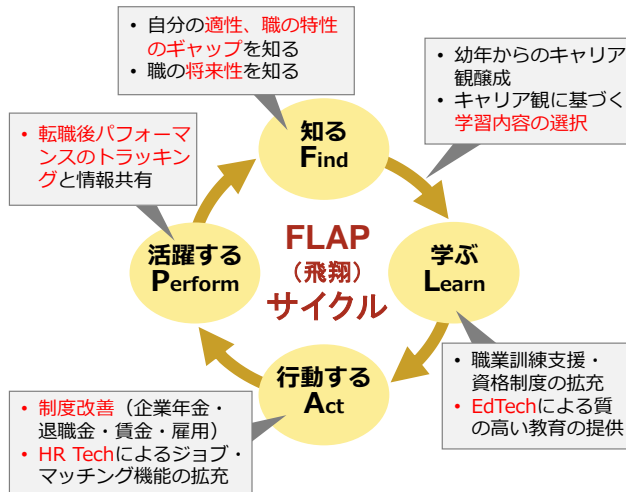 • 自分の適性、職の特性
のギャップを知る
• 職の将来性を知る
• 幼年からのキャリア
観醸成
• キャリア観に基づく
学習内容の選択
• 転職後パフォーマ
ンスのトラッキン
グと情報共有
知る
Find
活躍する
Perform
FLAP
（飛翔）
サイクル
学ぶ
Learn
行動する
Act
• 職業訓練支援・
資格制度の拡充
• EdTechによる質
の高い教育の提供
• 制度改善（企業年金・
退職金・賃金・雇用）
• HR Techによるジョブ・
マッチング機能の拡充